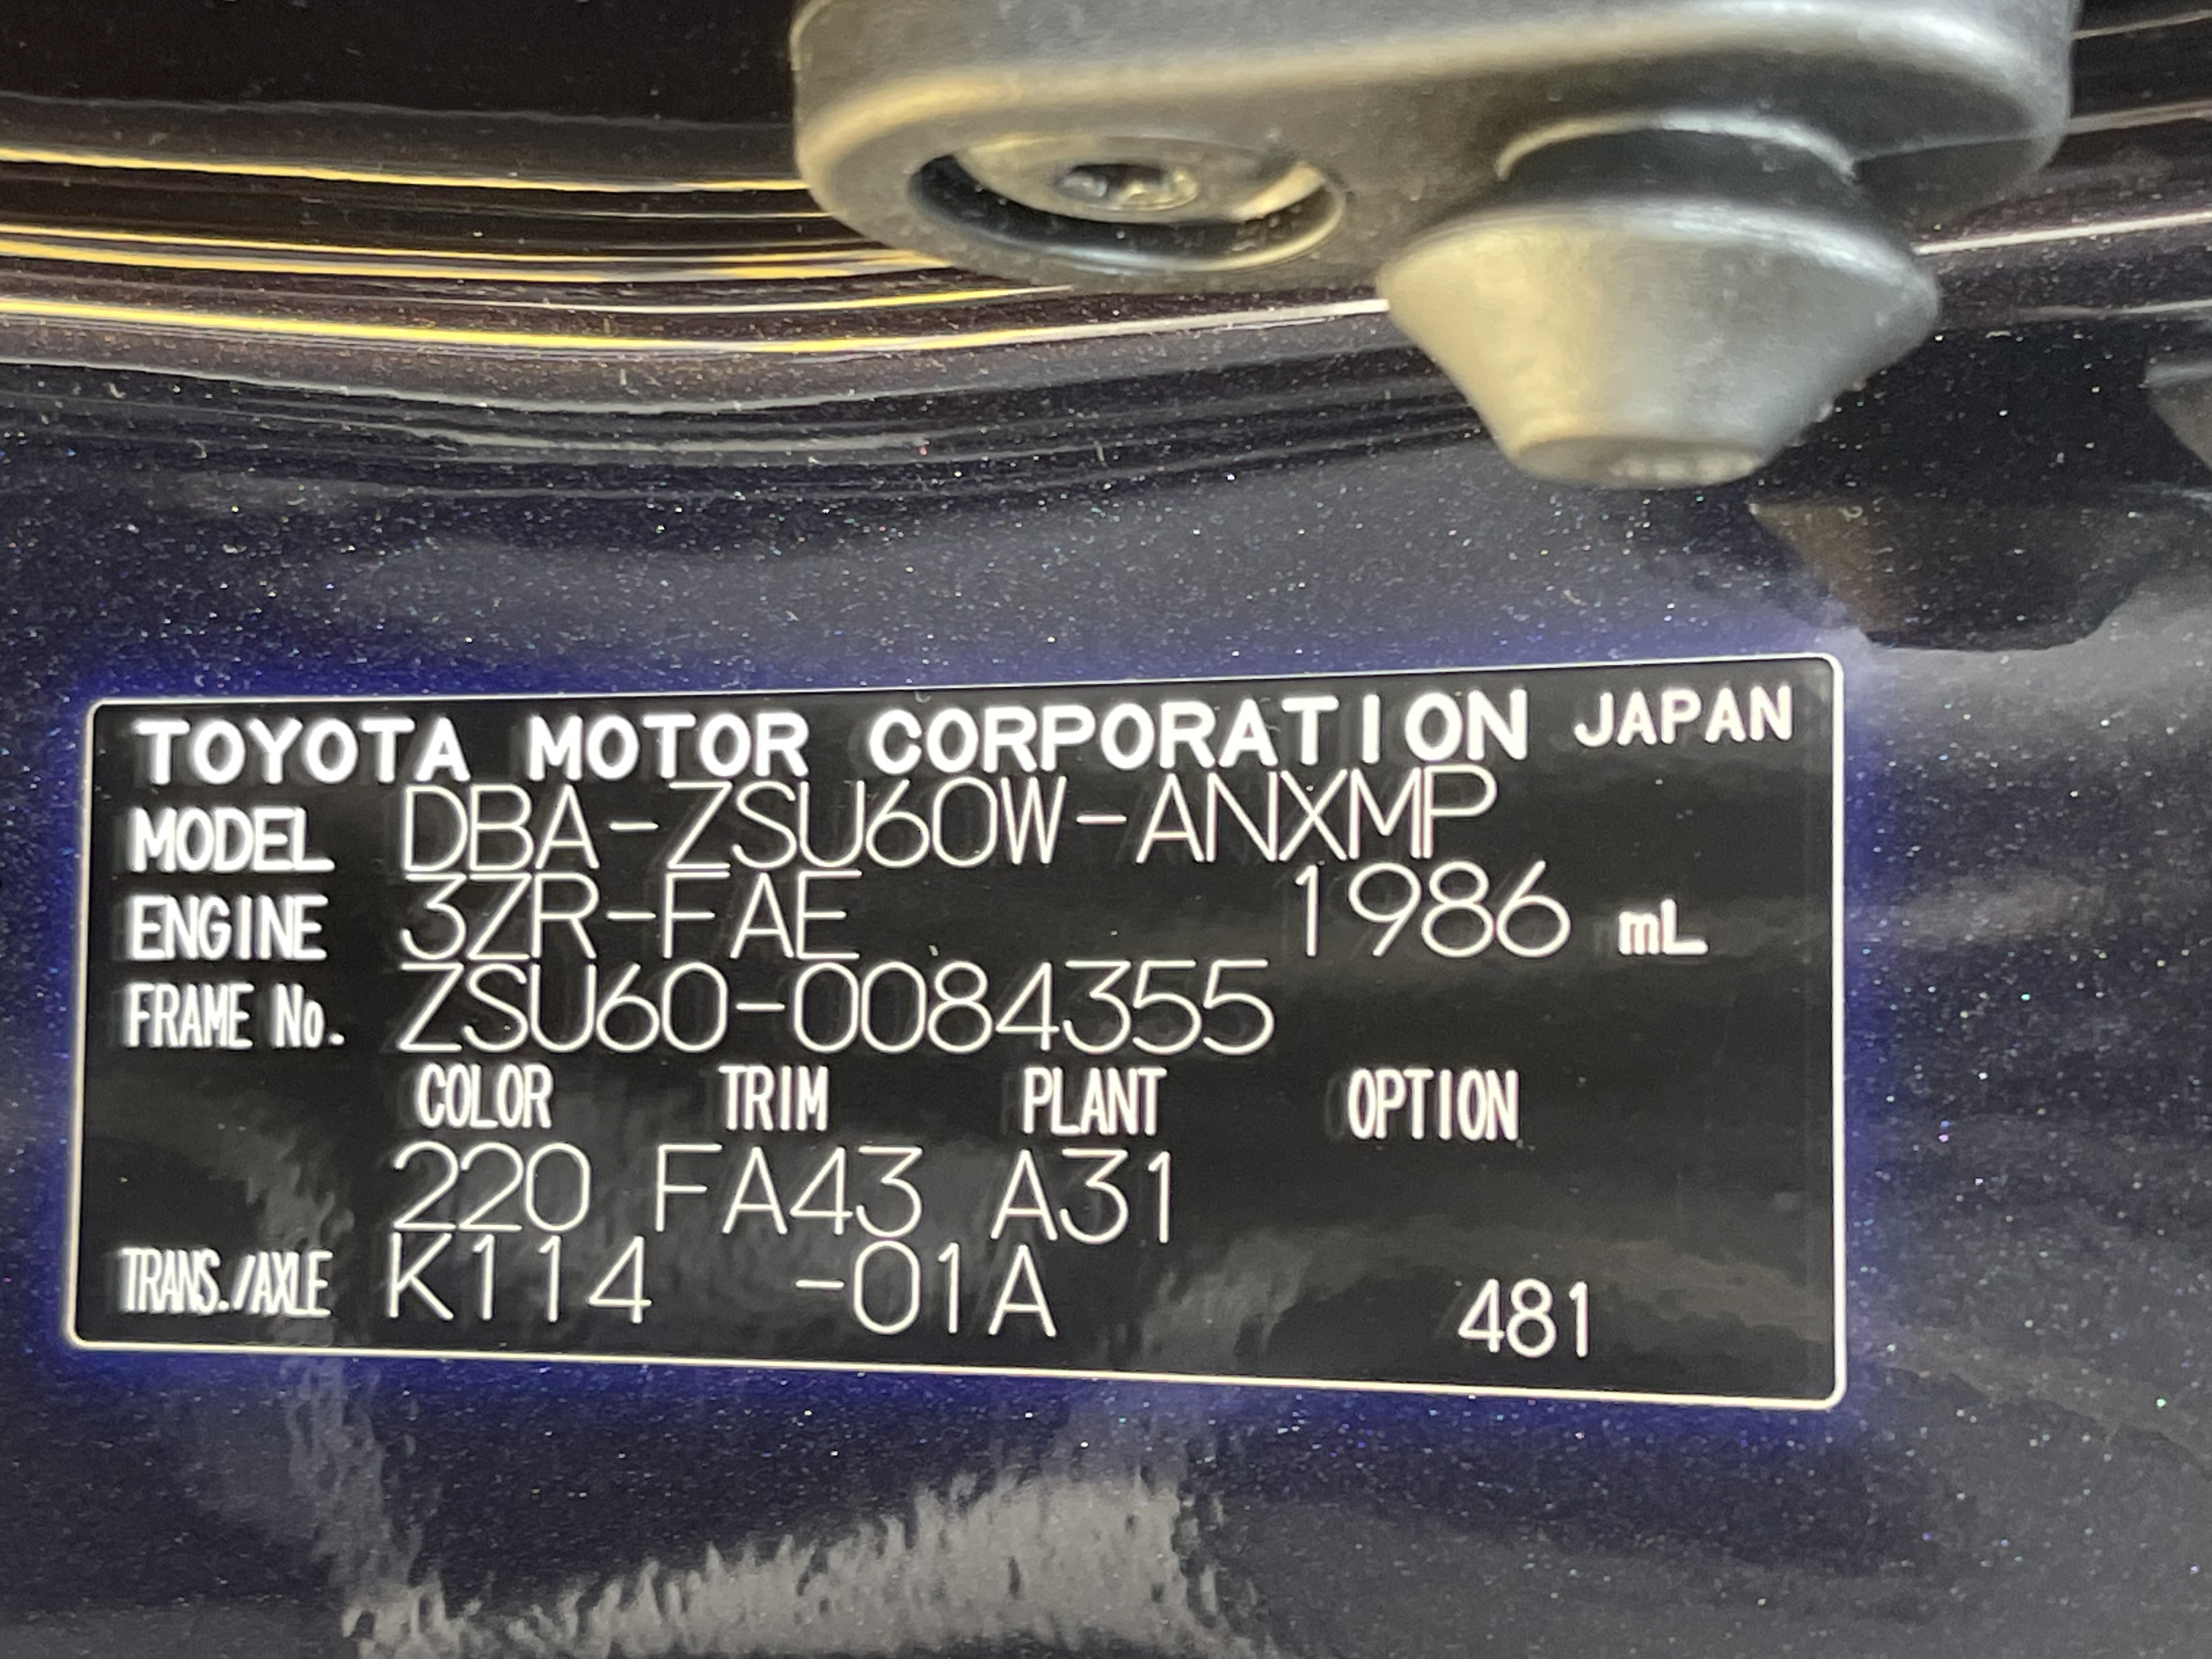 TOYOTA MOTOR CORPORATION JAPAN
MODEL DBA-ZSU60W-ANXMP
ENGINE 3ZR-FAE 1986 mL
FRAME No. ZSU60-0084355
COLOR TRIM PLANT OPTION
220 FA43 A31
TRANS./AXLE K114 -01A
481